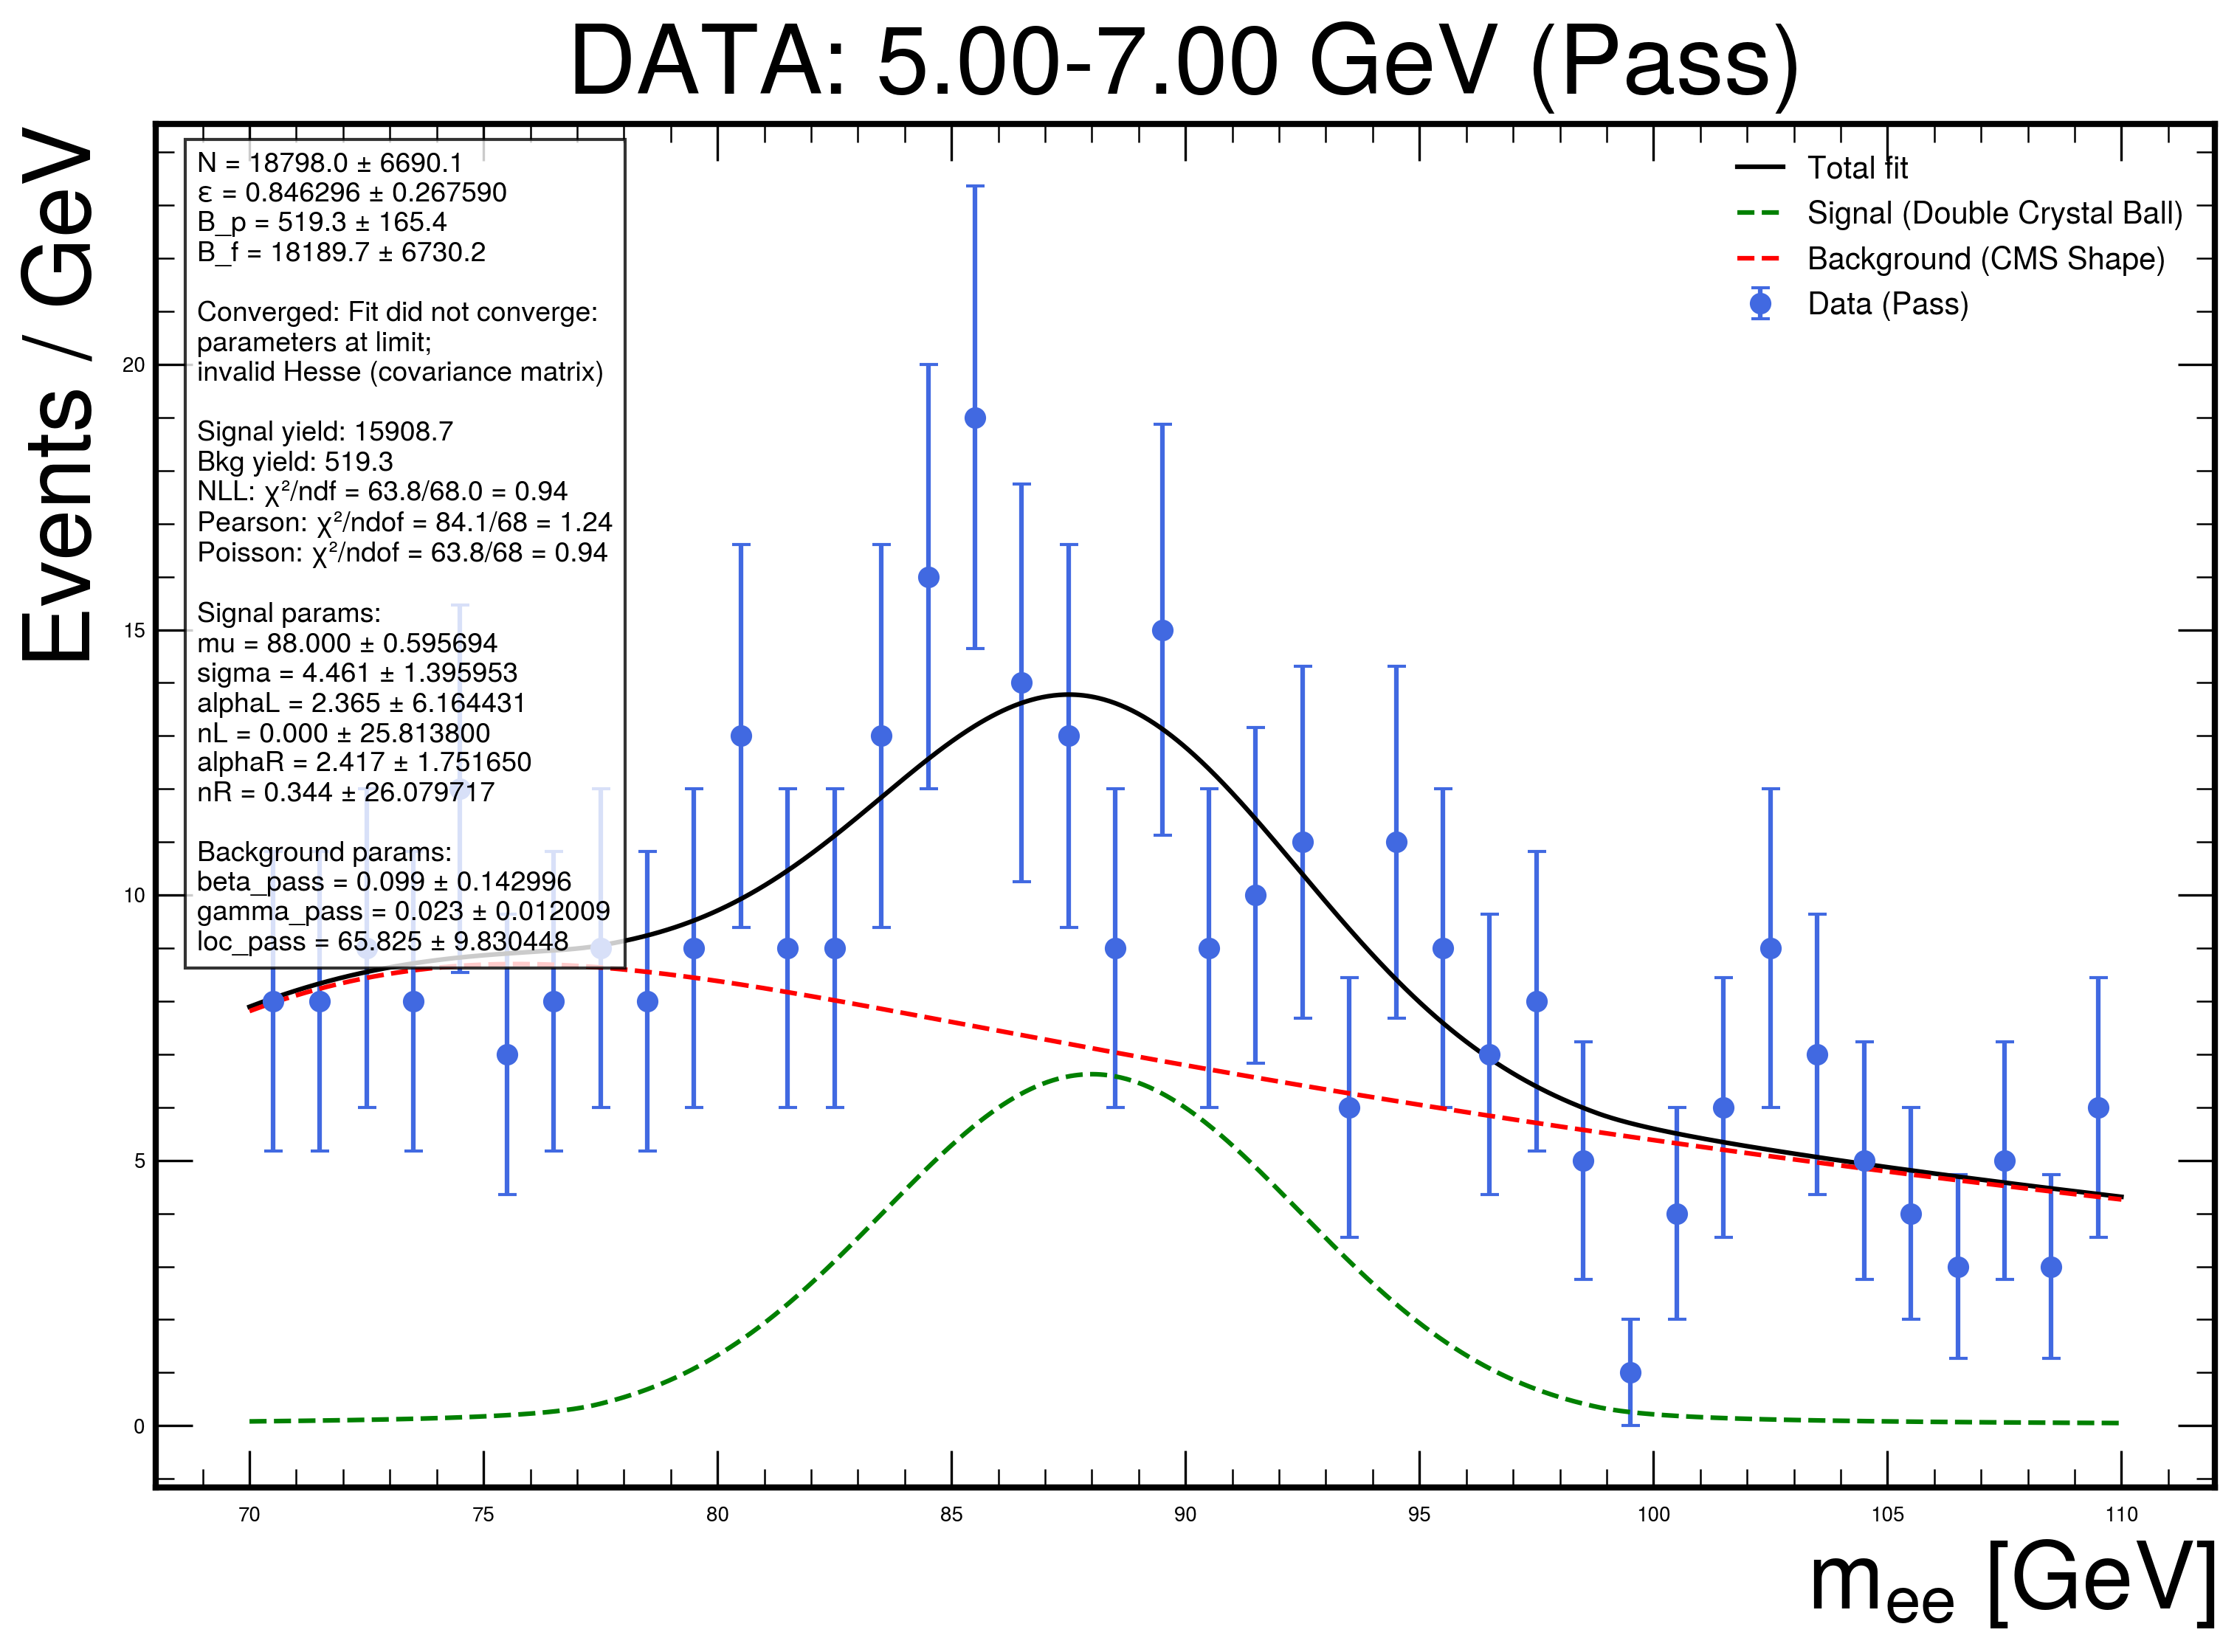 DATA: 5.00-7.00 GeV (Pass)
Events / GeV
N = 18798.0 ± 6690.1
ε = 0.846296 ± 0.267590
B_p = 519.3 ± 165.4
B_f = 18189.7 ± 6730.2
Converged: Fit did not converge:
parameters at limit;
invalid Hesse (covariance matrix)
Signal yield: 15908.7
Bkg yield: 519.3
NLL: χ²/ndf = 63.8/68.0 = 0.94
Pearson: χ²/ndof = 84.1/68 = 1.24
Poisson: χ²/ndof = 63.8/68 = 0.94
Signal params:
mu = 88.000 ± 0.595694
sigma = 4.461 ± 1.395953
alphaL = 2.365 ± 6.164431
nL = 0.000 ± 25.813800
alphaR = 2.417 ± 1.751650
nR = 0.344 ± 26.079717
Background params:
beta_pass = 0.099 ± 0.142996
gamma_pass = 0.023 ± 0.012009
loc_pass = 65.825 ± 9.830448
Total fit
Signal (Double Crystal Ball)
Background (CMS Shape)
Data (Pass)
20
15
10
5
0
70 75 80 85 90 95 100 105 110
m_ee [GeV]